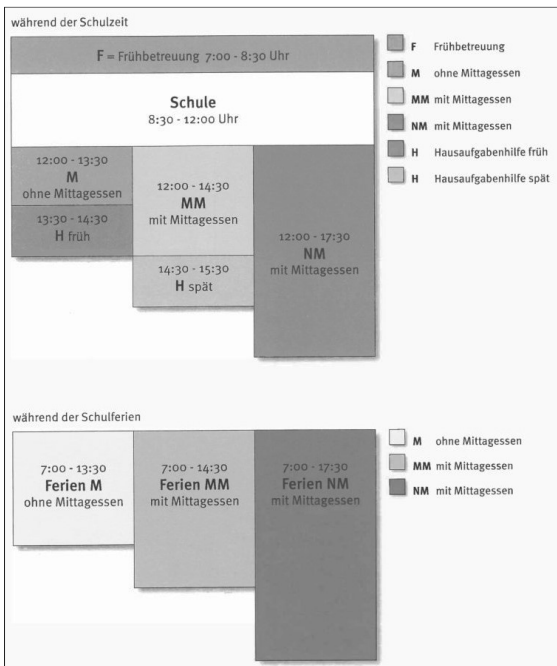 während der Schulzeit
F = Frühbetreuung 7:00 - 8:30 Uhr
Schule
8:30 - 12:00 Uhr
12:00 - 13:30
M
ohne Mittagessen
13:30 - 14:30
H früh
12:00 - 14:30
MM
mit Mittagessen
14:30 - 15:30
H spät
12:00 - 17:30
NM
mit Mittagessen
F Frühbetreuung
M ohne Mittagessen
MM mit Mittagessen
NM mit Mittagessen
H Hausaufgabenhilfe früh
H Hausaufgabenhilfe spät
während der Schulferien
7:00 - 13:30
Ferien M
ohne Mittagessen
7:00 - 14:30
Ferien MM
mit Mittagessen
7:00 - 17:30
Ferien NM
mit Mittagessen
M ohne Mittagessen
MM mit Mittagessen
NM mit Mittagessen